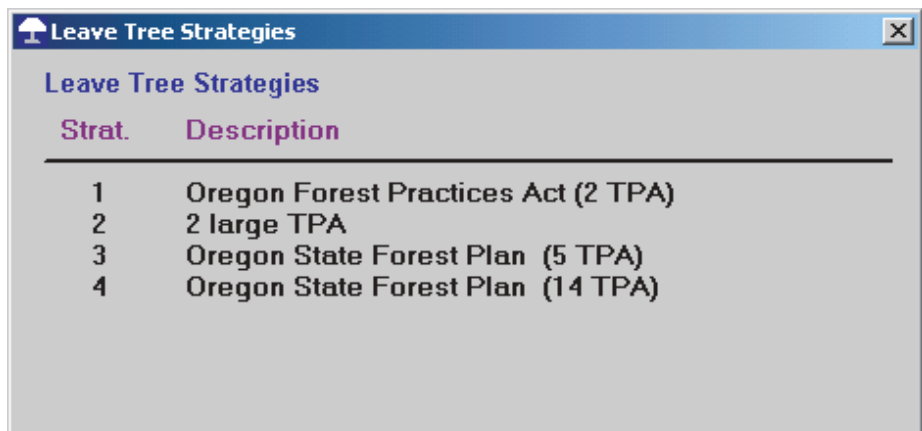 Leave Tree Strategies
Leave Tree Strategies
Strat. Description
1 Oregon Forest Practices Act (2 TPA)
2 2 large TPA
3 Oregon State Forest Plan (5 TPA)
4 Oregon State Forest Plan (14 TPA)